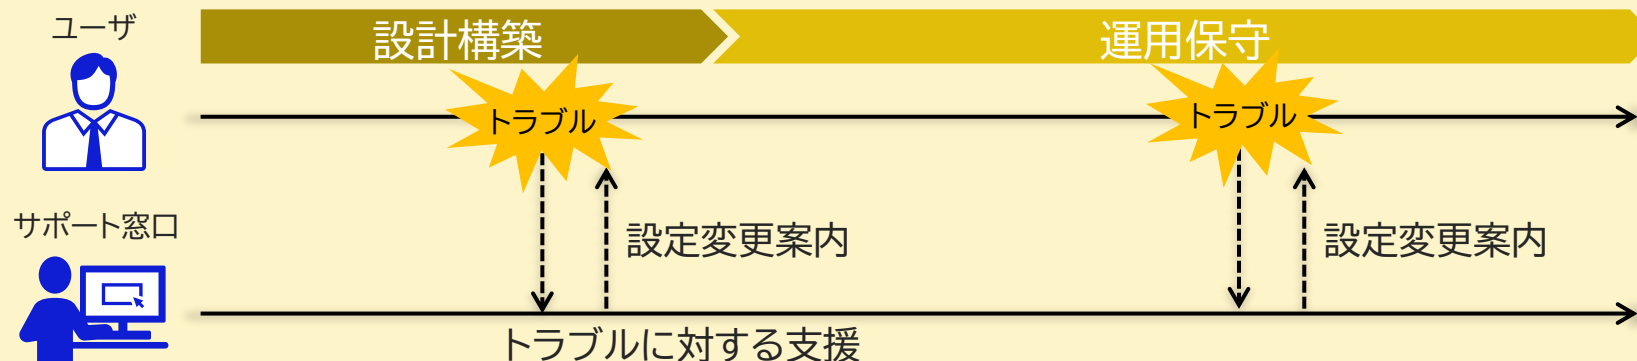 ユーザ
設計構築
運用保守
トラブル
トラブル
サポート窓口
設定変更案内
設定変更案内
トラブルに対する支援